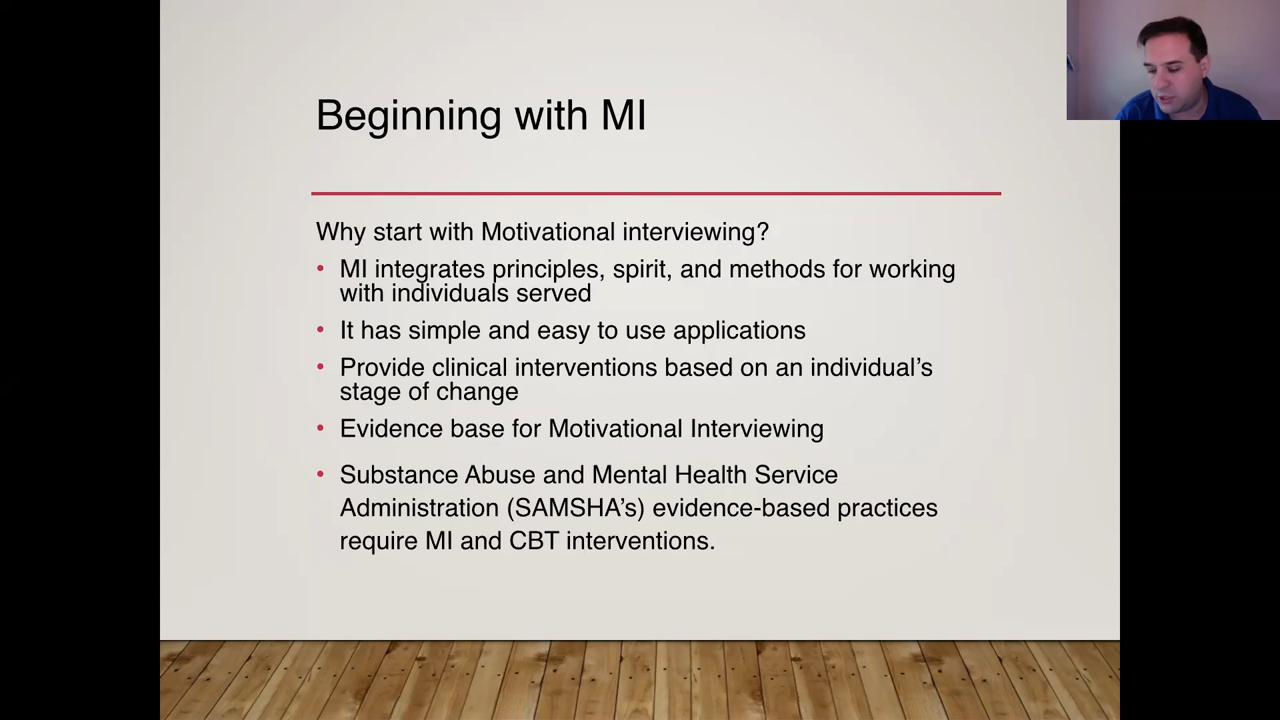 Beginning with MI
Why start with Motivational interviewing?
• MI integrates principles, spirit, and methods for working
with individuals served
• It has simple and easy to use applications
• Provide clinical interventions based on an individual’s
stage of change
• Evidence base for Motivational Interviewing
• Substance Abuse and Mental Health Service
Administration (SAMSHA’s) evidence-based practices
require MI and CBT interventions.